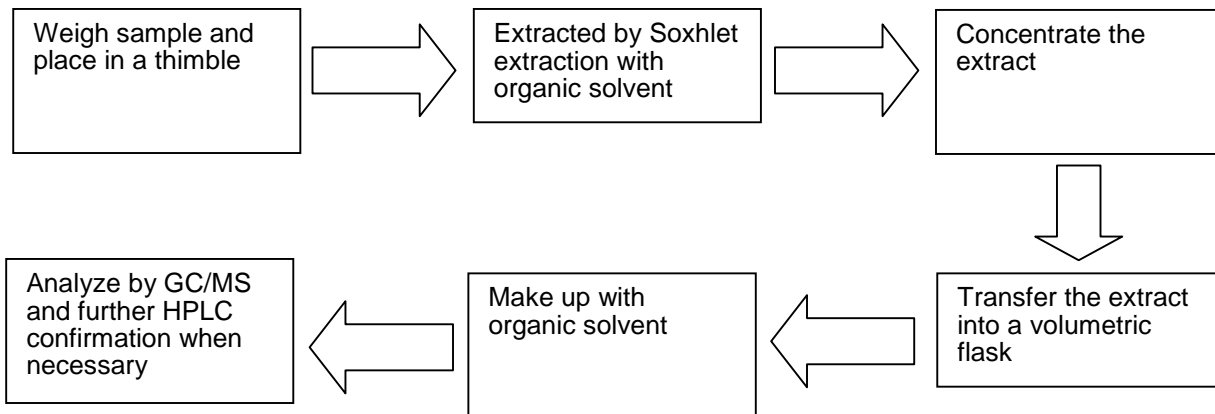 Weigh sample and
place in a thimble
Extracted by Soxhlet
extraction with
organic solvent
Concentrate the
extract
Transfer the extract
into a volumetric
flask
Make up with
organic solvent
Analyze by GC/MS
and further HPLC
confirmation when
necessary